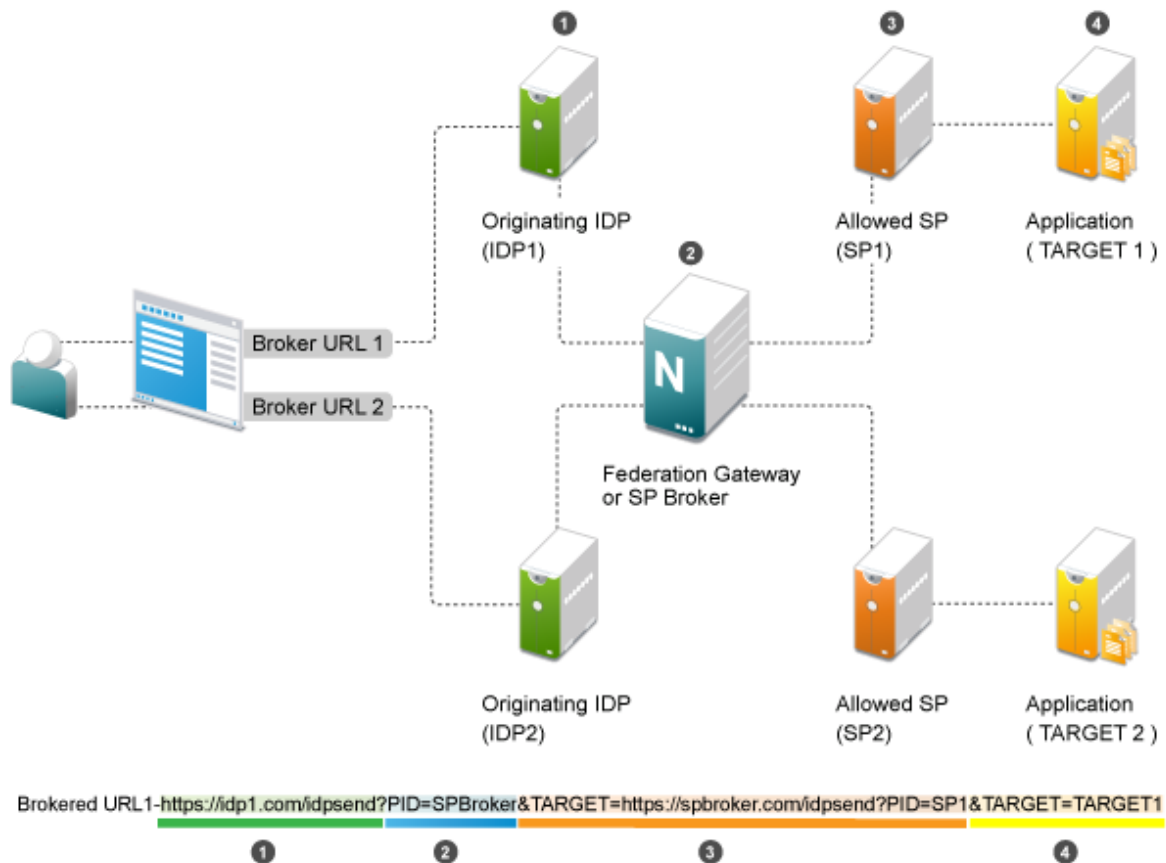 1
3
4
Originating IDP
(IDP1)
Allowed SP
(SP1)
Application
( TARGET 1 )
2
Broker URL 1
Broker URL 2
N
Federation Gateway
or SP Broker
Originating IDP
(IDP2)
Allowed SP
(SP2)
Application
( TARGET 2 )
Brokered URL1-https://idp1.com/idpsend?PID=SPBroker&TARGET=https://spbroker.com/idpsend?PID=SP1&TARGET=TARGET1
1
2
3
4